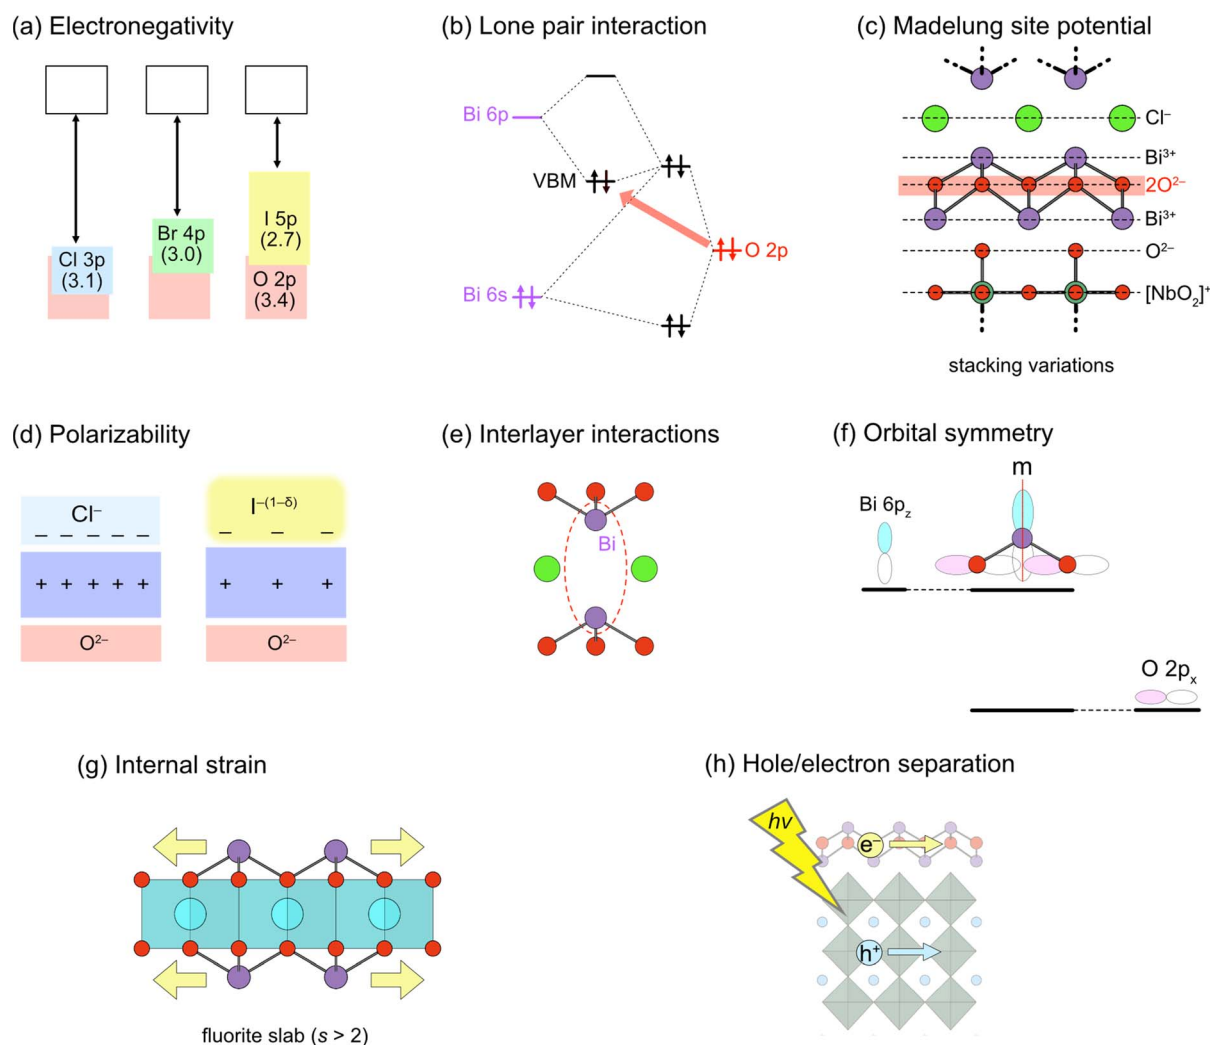 (a) Electronegativity
Cl 3p
(3.1)
Br 4p
(3.0)
I 5p
(2.7)
O 2p
(3.4)
(b) Lone pair interaction
Bi 6p
VBM
O 2p
Bi 6s
(c) Madelung site potential
Cl⁻
Bi³⁺
2O²⁻
Bi³⁺
O²⁻
[NbO₂]⁺
stacking variations
(d) Polarizability
Cl⁻
– – – – –
+ + + + +
O²⁻
I⁻⁽¹⁻ᵟ⁾
– – –
+ + +
O²⁻
(e) Interlayer interactions
Bi
(f) Orbital symmetry
m
Bi 6p_z
O 2pₓ
(g) Internal strain
fluorite slab (s > 2)
(h) Hole/electron separation
hν
e⁻
h⁺